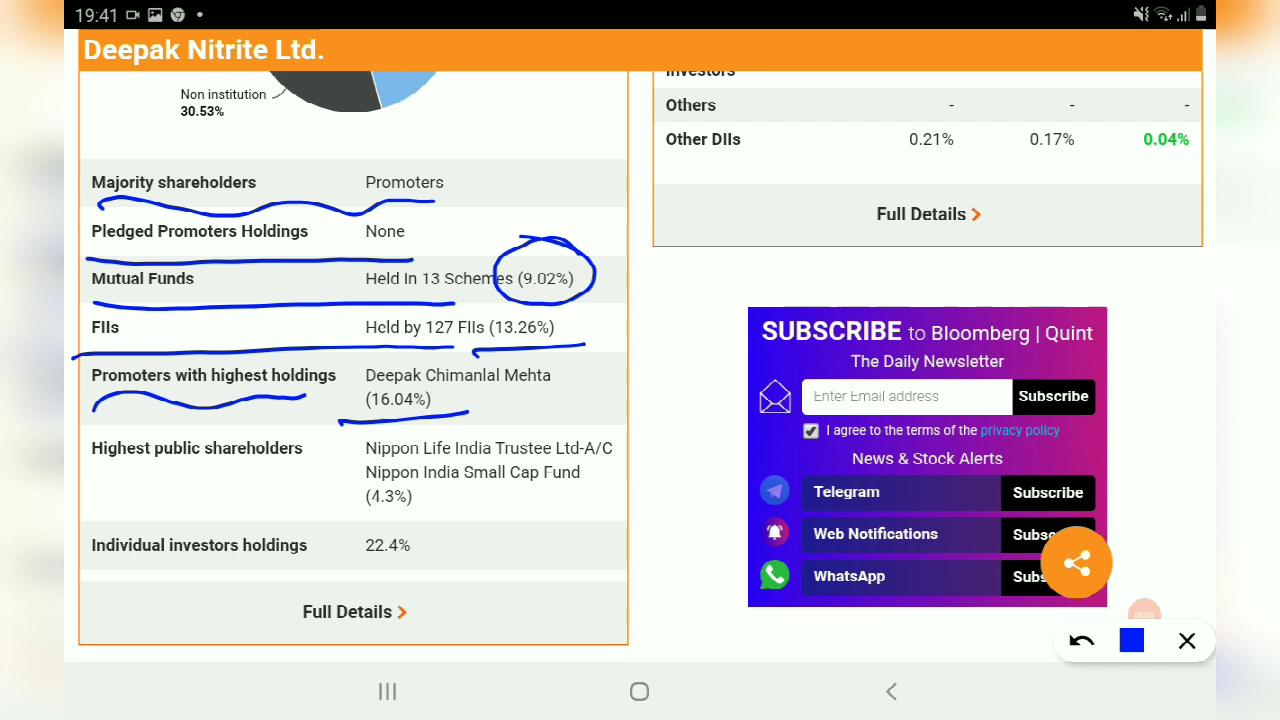 19:41
Deepak Nitrite Ltd.
Non institution
30.53%
Majority shareholders Promoters
Pledged Promoters Holdings None
Mutual Funds Held In 13 Schemes (9.02%)
FIIs Held by 127 FIIs (13.26%)
Promoters with highest holdings Deepak Chimanlal Mehta
(16.04%)
Highest public shareholders Nippon Life India Trustee Ltd-A/C
Nippon India Small Cap Fund
(4.3%)
Individual investors holdings 22.4%
Full Details
Investors
Others - - -
Other DIIs 0.21% 0.17% 0.04%
Full Details
SUBSCRIBE to Bloomberg | Quint
The Daily Newsletter
Enter Email address Subscribe
I agree to the terms of the privacy policy
News & Stock Alerts
Telegram Subscribe
Web Notifications Subsc
WhatsApp Subs